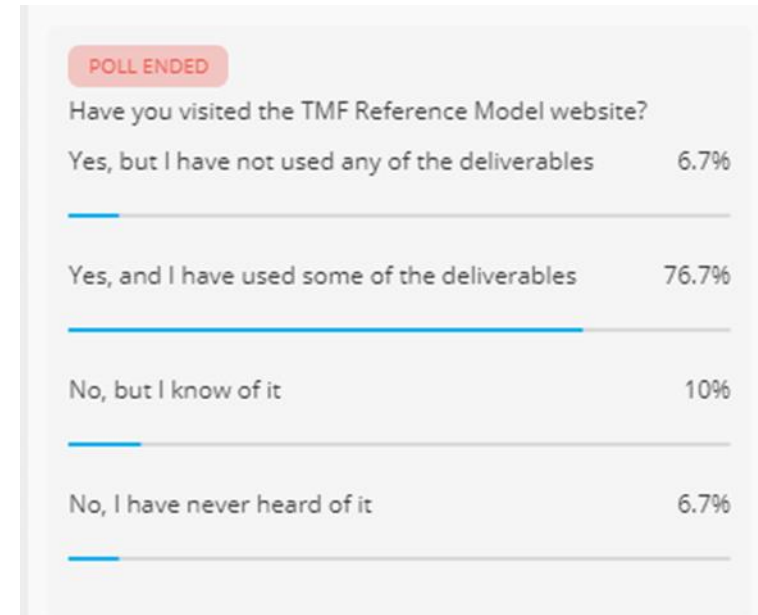 POLL ENDED
Have you visited the TMF Reference Model website?
Yes, but I have not used any of the deliverables 6.7%
Yes, and I have used some of the deliverables 76.7%
No, but I know of it 10%
No, I have never heard of it 6.7%